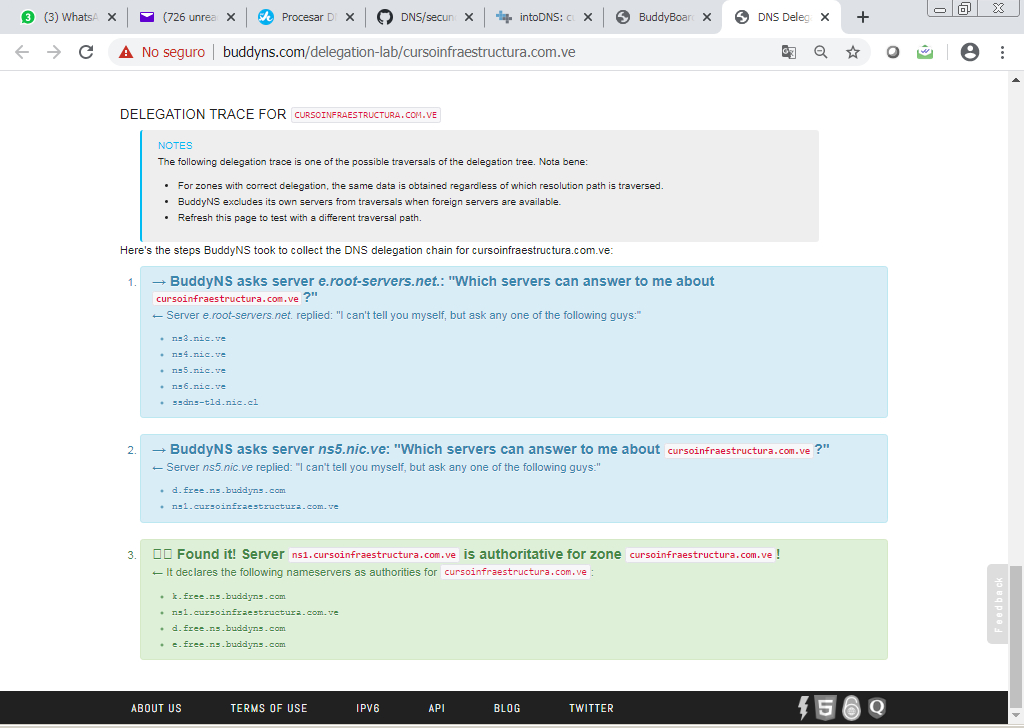 (3) WhatsA
(726 unrea
Procesar D
DNS/secun
intoDNS: cu
BuddyBoar
DNS Deleg
No seguro
buddyns.com/delegation-lab/cursoinfraestructura.com.ve
DELEGATION TRACE FOR CURSOINFRAESTRUCTURA.COM.VE
NOTES
The following delegation trace is one of the possible traversals of the delegation tree. Nota bene:
• For zones with correct delegation, the same data is obtained regardless of which resolution path is traversed.
• BuddyNS excludes its own servers from traversals when foreign servers are available.
• Refresh this page to test with a different traversal path.
Here's the steps BuddyNS took to collect the DNS delegation chain for cursoinfraestructura.com.ve:
1. → BuddyNS asks server e.root-servers.net.: "Which servers can answer to me about
cursoinfraestructura.com.ve ?"
← Server e.root-servers.net. replied: "I can't tell you myself, but ask any one of the following guys:"
• ns3.nic.ve
• ns4.nic.ve
• ns5.nic.ve
• ns6.nic.ve
• ssdns-tld.nic.cl
2. → BuddyNS asks server ns5.nic.ve: "Which servers can answer to me about cursoinfraestructura.com.ve ?"
← Server ns5.nic.ve replied: "I can't tell you myself, but ask any one of the following guys:"
• d.free.ns.buddyns.com
• ns1.cursoinfraestructura.com.ve
3. Found it! Server ns1.cursoinfraestructura.com.ve is authoritative for zone cursoinfraestructura.com.ve !
← It declares the following nameservers as authorities for cursoinfraestructura.com.ve :
• k.free.ns.buddyns.com
• ns1.cursoinfraestructura.com.ve
• d.free.ns.buddyns.com
• e.free.ns.buddyns.com
Feedback
ABOUT US
TERMS OF USE
IPV6
API
BLOG
TWITTER